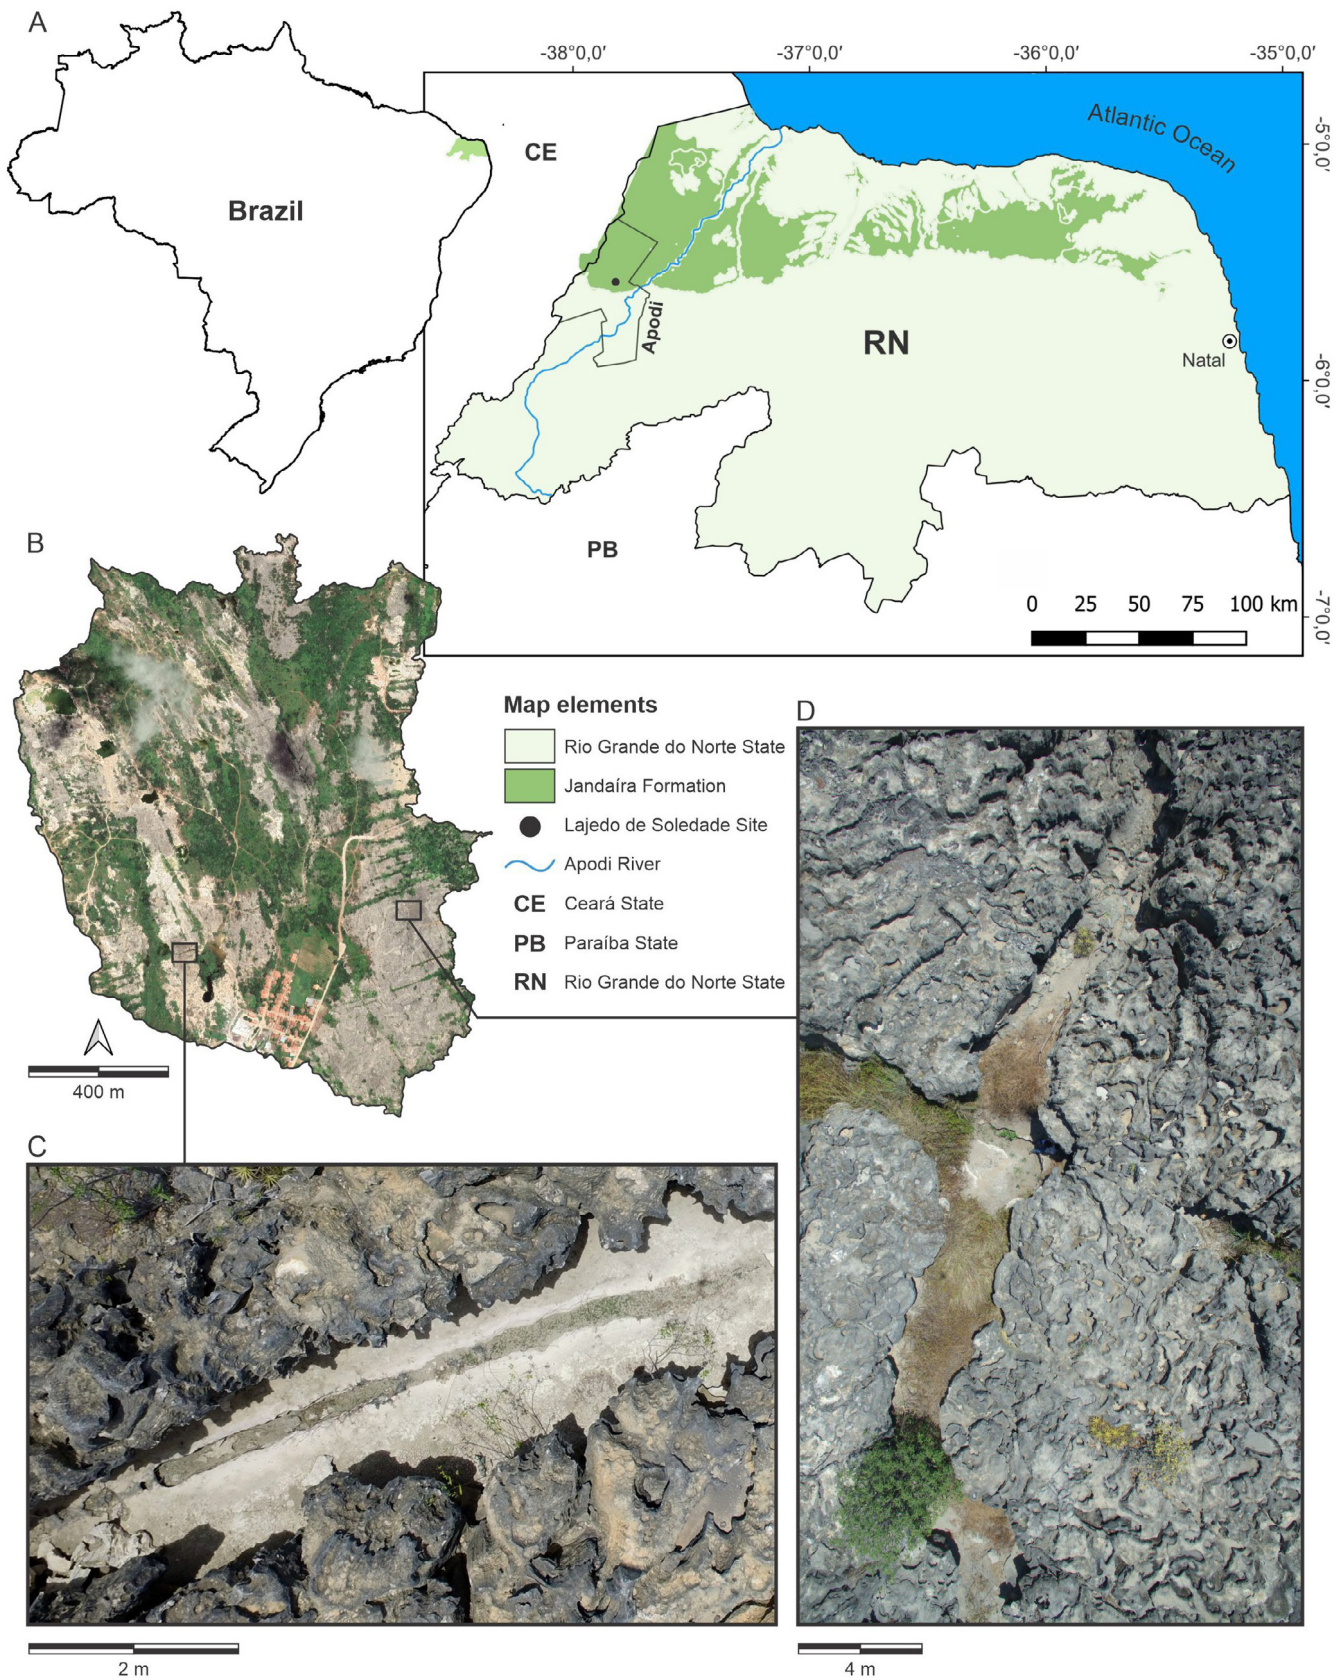 A
-38°0,0'
-37°0,0'
-36°0,0'
-35°0,0'
Atlantic Ocean
-5°0,0'
CE
Brazil
Apodi
RN
Natal
-6°0,0'
PB
0 25 50 75 100 km
-7°0,0'
B
Map elements
Rio Grande do Norte State
Jandaíra Formation
Lajedo de Soledade Site
Apodi River
CE Ceará State
PB Paraíba State
RN Rio Grande do Norte State
400 m
D
C
2 m
4 m